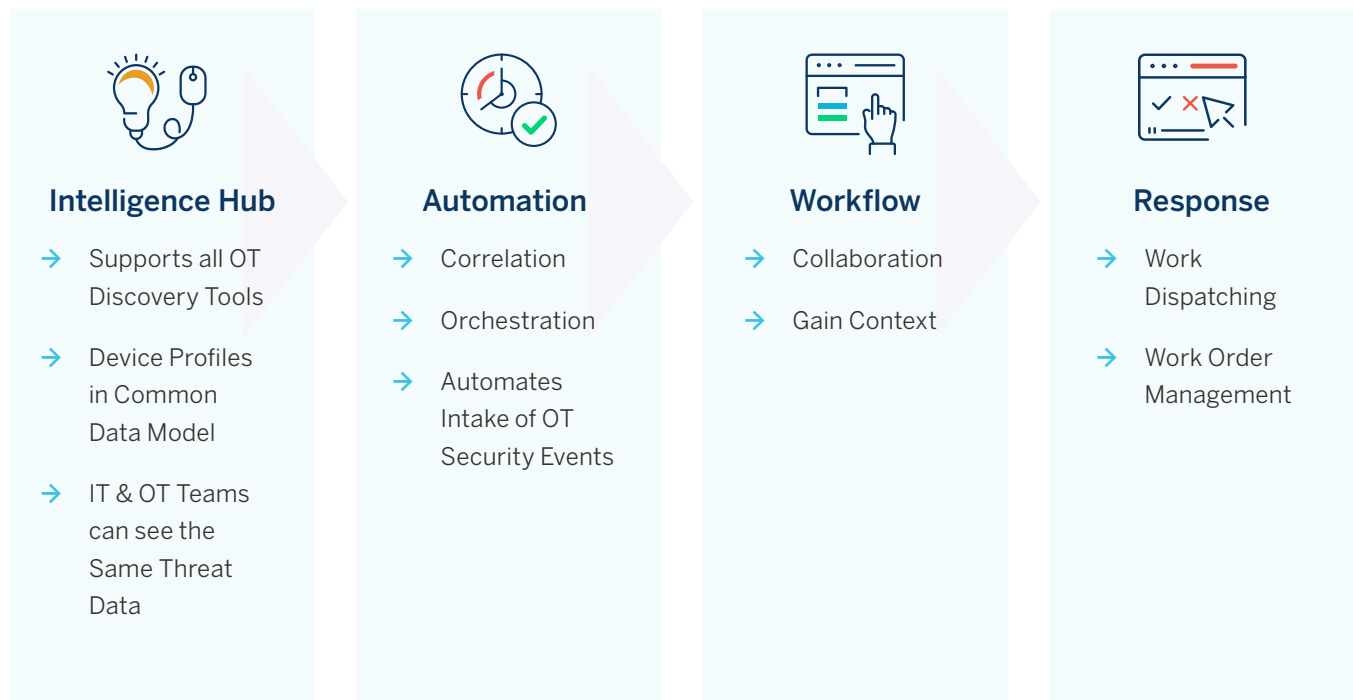 Intelligence Hub
Supports all OT
Discovery Tools
Device Profiles
in Common
Data Model
IT & OT Teams
can see the
Same Threat
Data
Automation
Correlation
Orchestration
Automates
Intake of OT
Security Events
Workflow
Collaboration
Gain Context
Response
Work
Dispatching
Work Order
Management